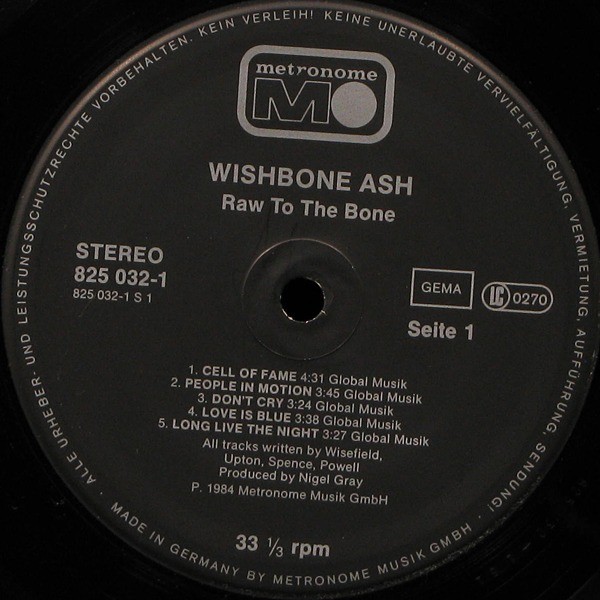 ALLE URHEBER- UND LEISTUNGSSCHUTZRECHTE VORBEHALTEN. KEIN VERLEIH! KEINE UNERLAUBTE VERVIELFÄLTIGUNG, VERMIETUNG, AUFFÜHRUNG, SENDUNG!
metronome
M
WISHBONE ASH
Raw To The Bone
STEREO
825 032-1
825 032-1 S 1
GEMA
LC 0270
Seite 1
1. CELL OF FAME 4:31 Global Musik
2. PEOPLE IN MOTION 3:45 Global Musik
3. DON'T CRY 3:24 Global Musik
4. LOVE IS BLUE 3:38 Global Musik
5. LONG LIVE THE NIGHT 3:27 Global Musik
All tracks written by Wisefield,
Upton, Spence, Powell
Produced by Nigel Gray
P. 1984 Metronome Musik GmbH
33 ⅓ rpm
· MADE IN GERMANY BY METRONOME MUSIK GMBH ·